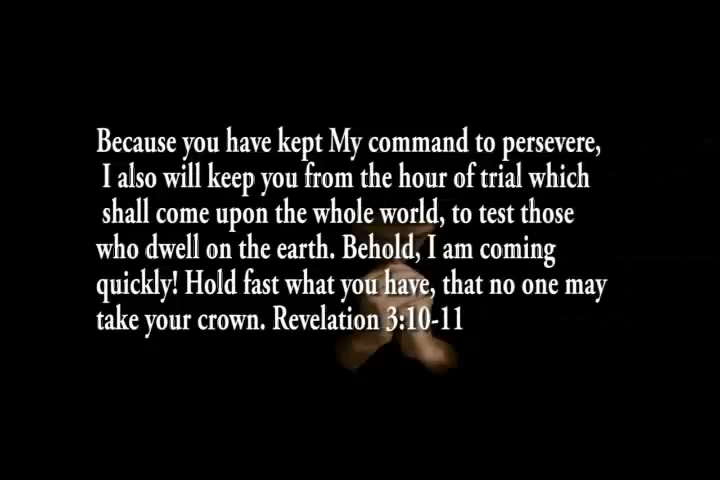 Because you have kept My command to persevere,
I also will keep you from the hour of trial which
shall come upon the whole world, to test those
who dwell on the earth. Behold, I am coming
quickly! Hold fast what you have, that no one may
take your crown. Revelation 3:10-11